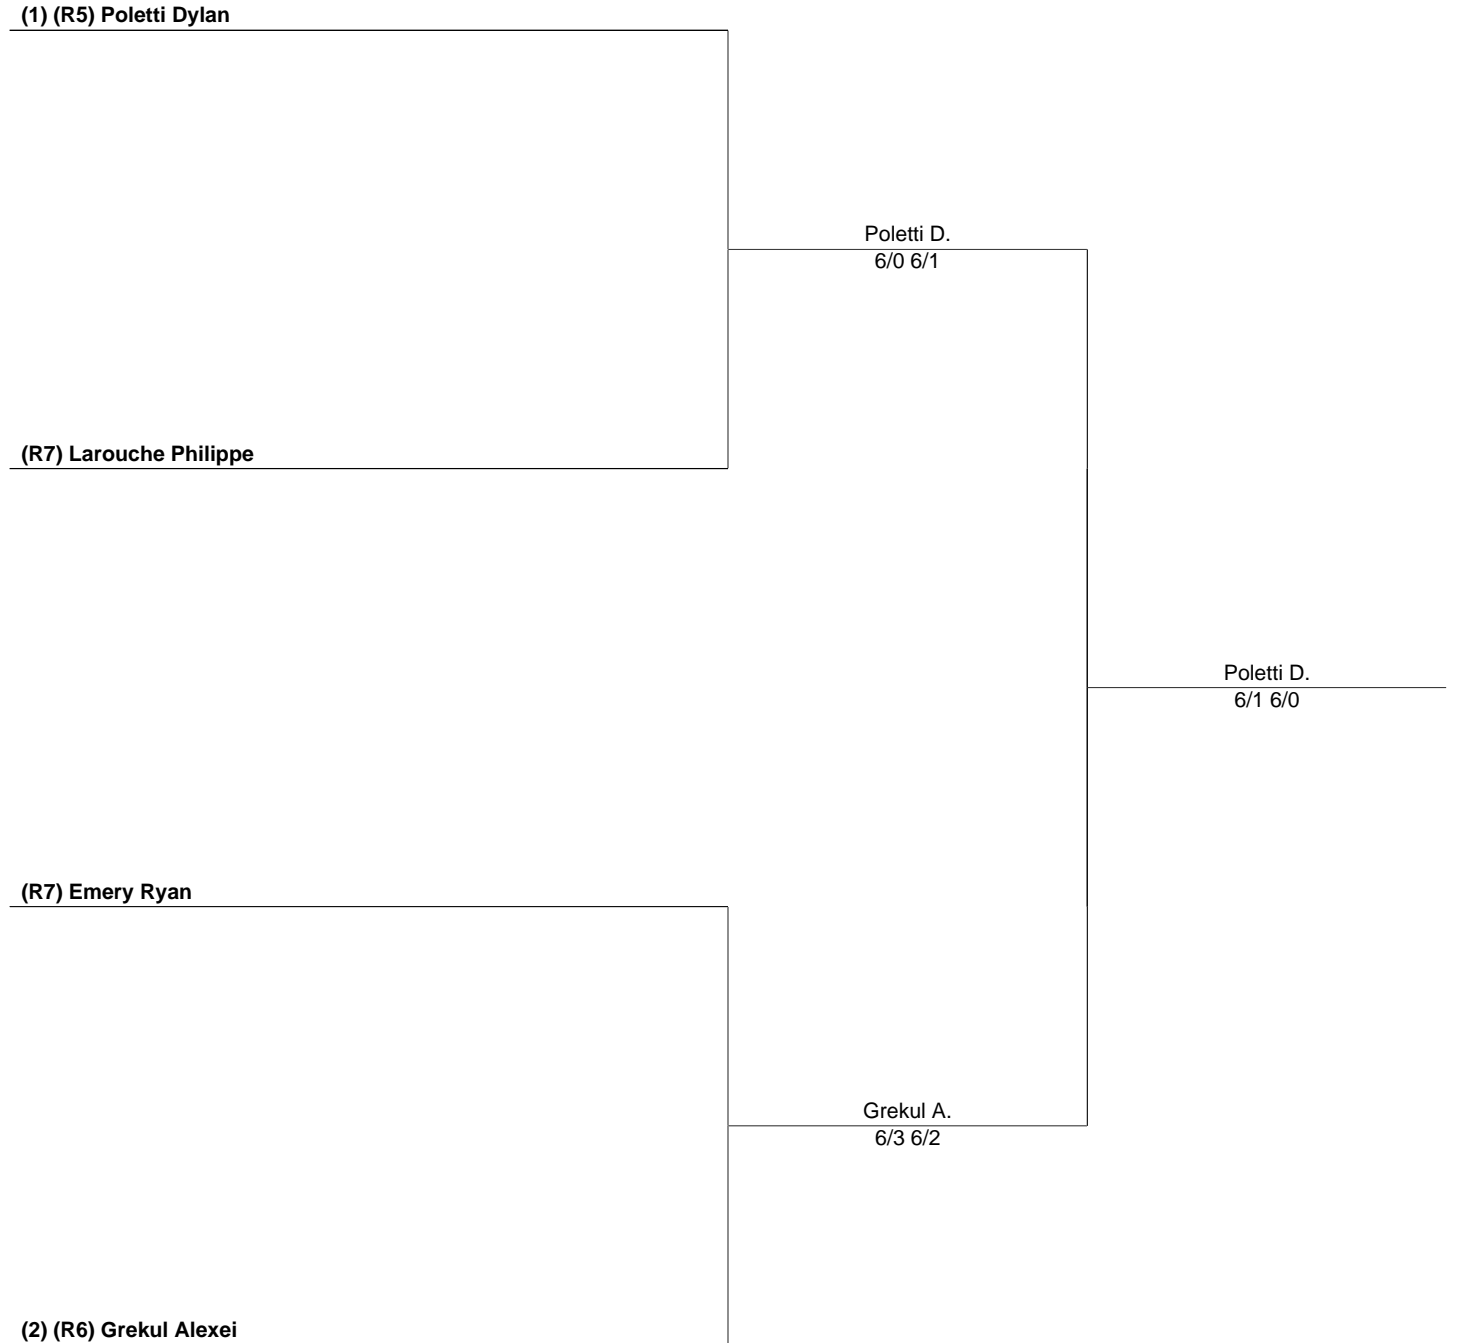 (1) (R5) Poletti Dylan
Poletti D.
6/0 6/1
(R7) Larouche Philippe
Poletti D.
6/1 6/0
(R7) Emery Ryan
Grekul A.
6/3 6/2
(2) (R6) Grekul Alexei